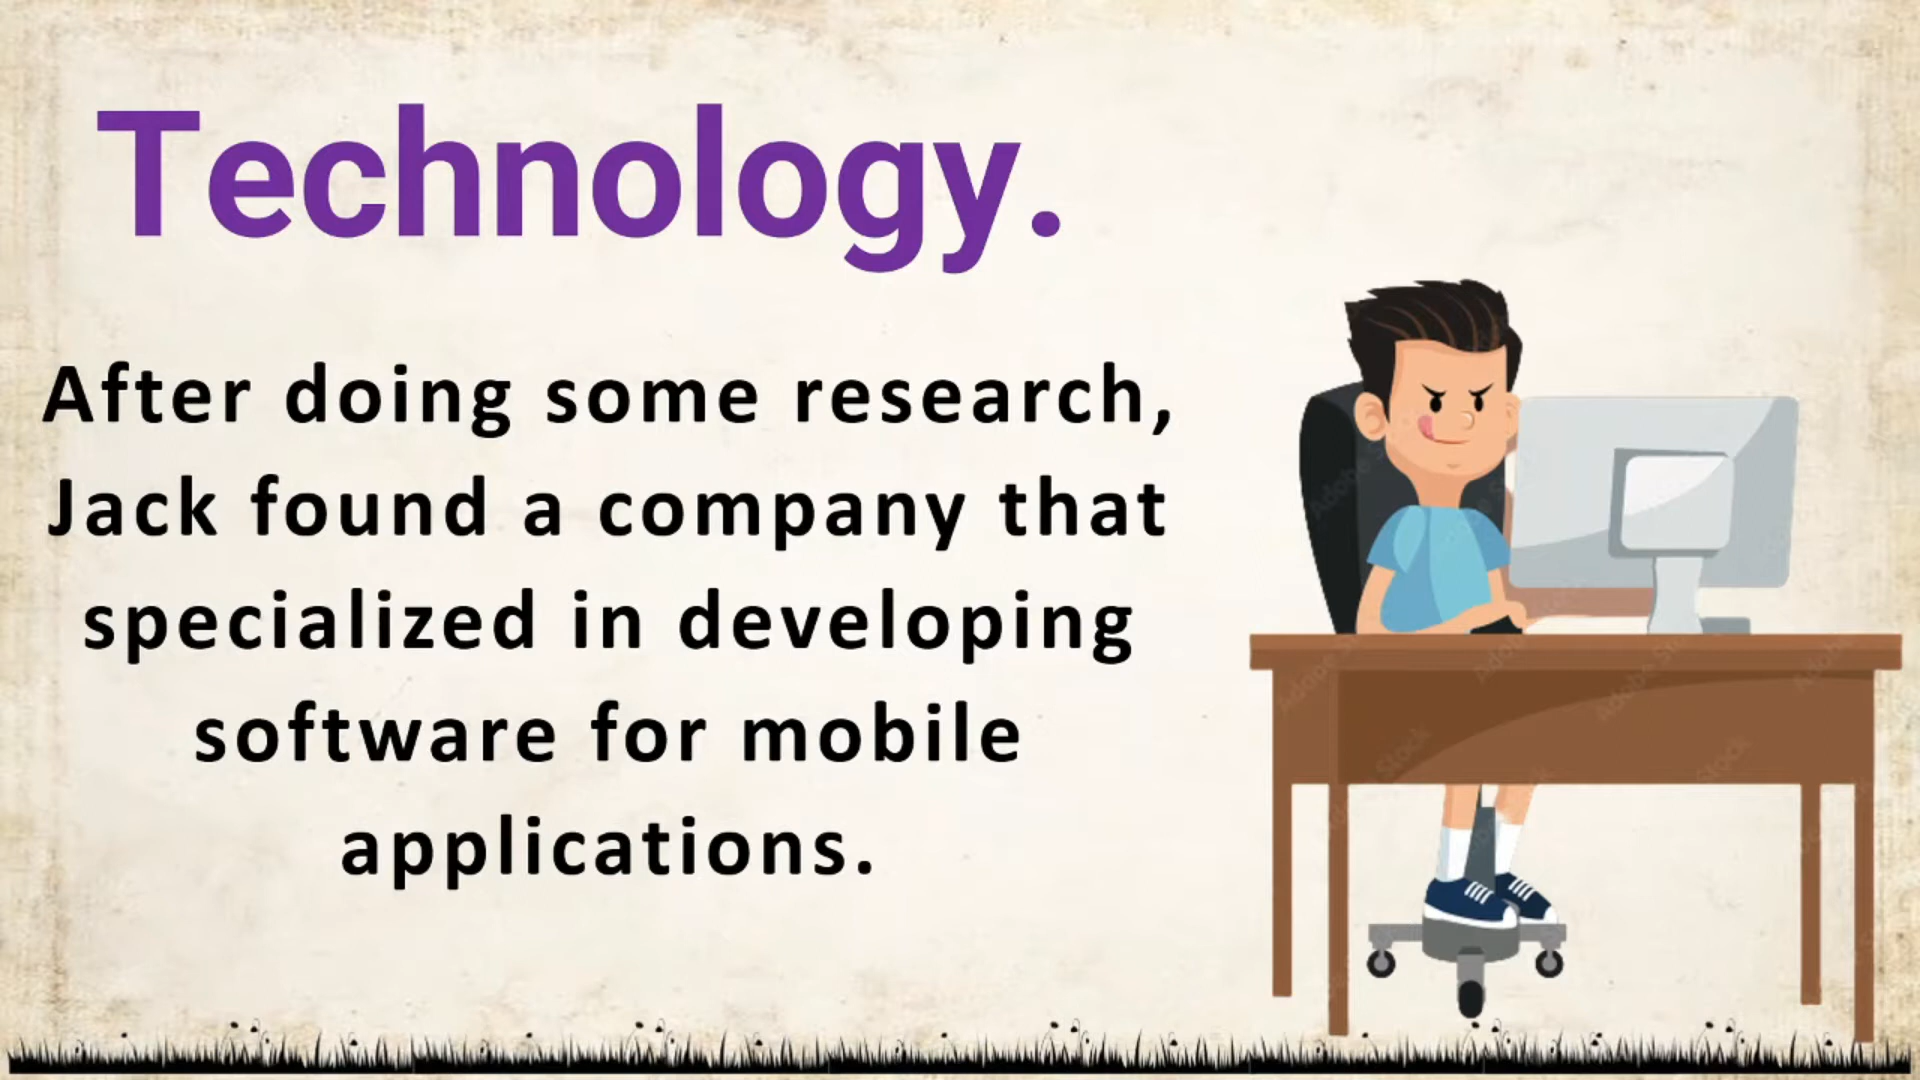 Technology.
After doing some research,
Jack found a company that
specialized in developing
software for mobile
applications.